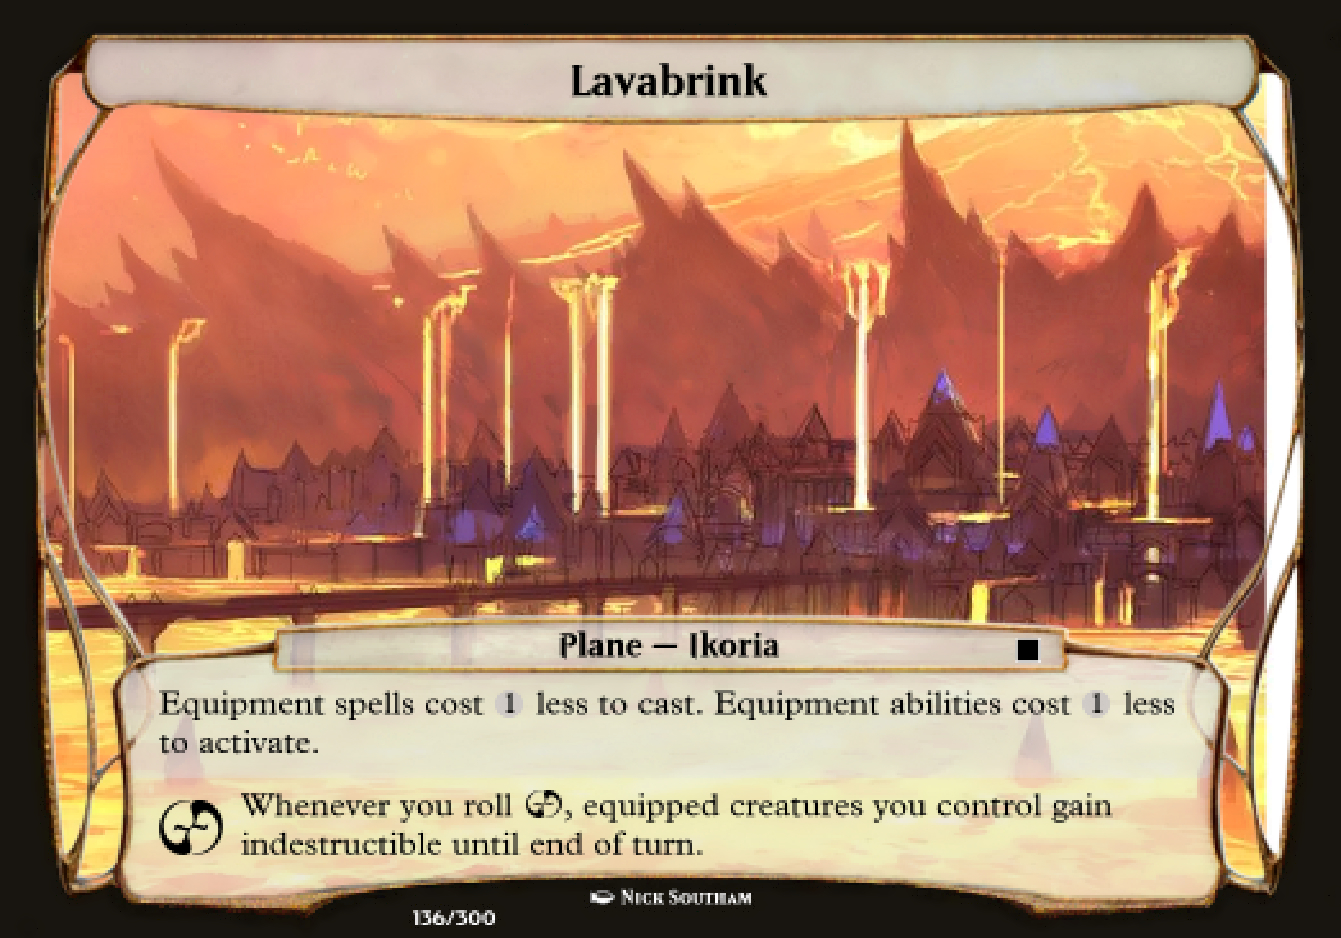 Lavabrink
Plane — Ikoria
Equipment spells cost 1 less to cast. Equipment abilities cost 1 less
to activate.
Whenever you roll , equipped creatures you control gain
indestructible until end of turn.
Nick Southam
136/300